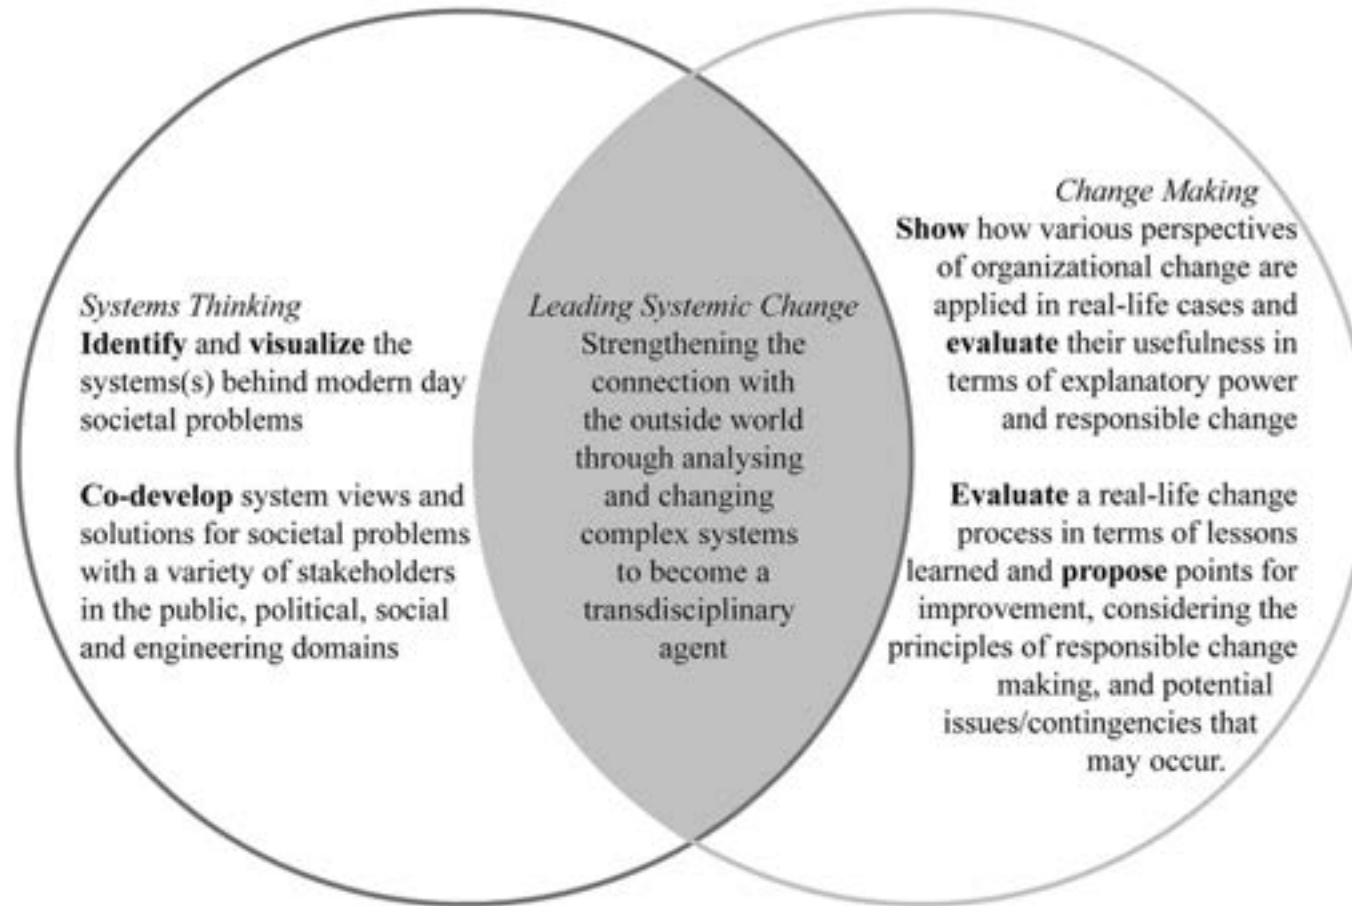 Systems Thinking
Identify and visualize the
systems(s) behind modern day
societal problems
Co-develop system views and
solutions for societal problems
with a variety of stakeholders
in the public, political, social
and engineering domains
Leading Systemic Change
Strengthening the
connection with
the outside world
through analysing
and changing
complex systems
to become a
transdisciplinary
agent
Change Making
Show how various perspectives
of organizational change are
applied in real-life cases and
evaluate their usefulness in
terms of explanatory power
and responsible change
Evaluate a real-life change
process in terms of lessons
learned and propose points for
improvement, considering the
principles of responsible change
making, and potential
issues/contingencies that
may occur.